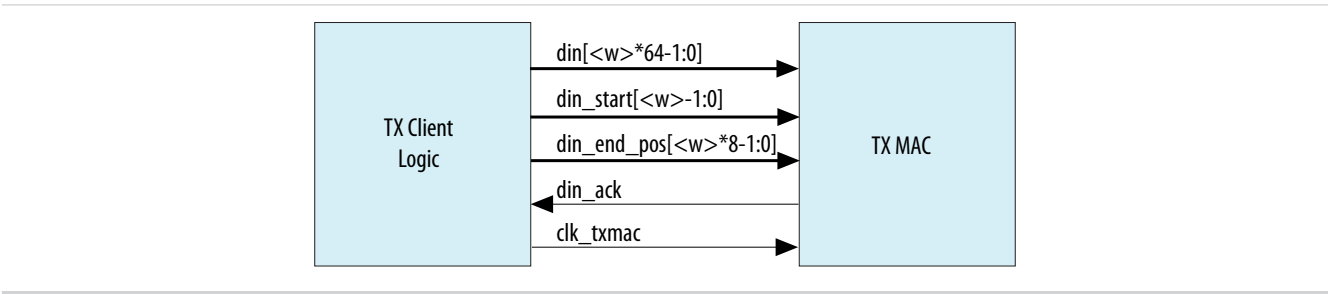 TX Client
Logic
din[<w>*64-1:0]
din_start[<w>-1:0]
din_end_pos[<w>*8-1:0]
din_ack
clk_txmac
TX MAC